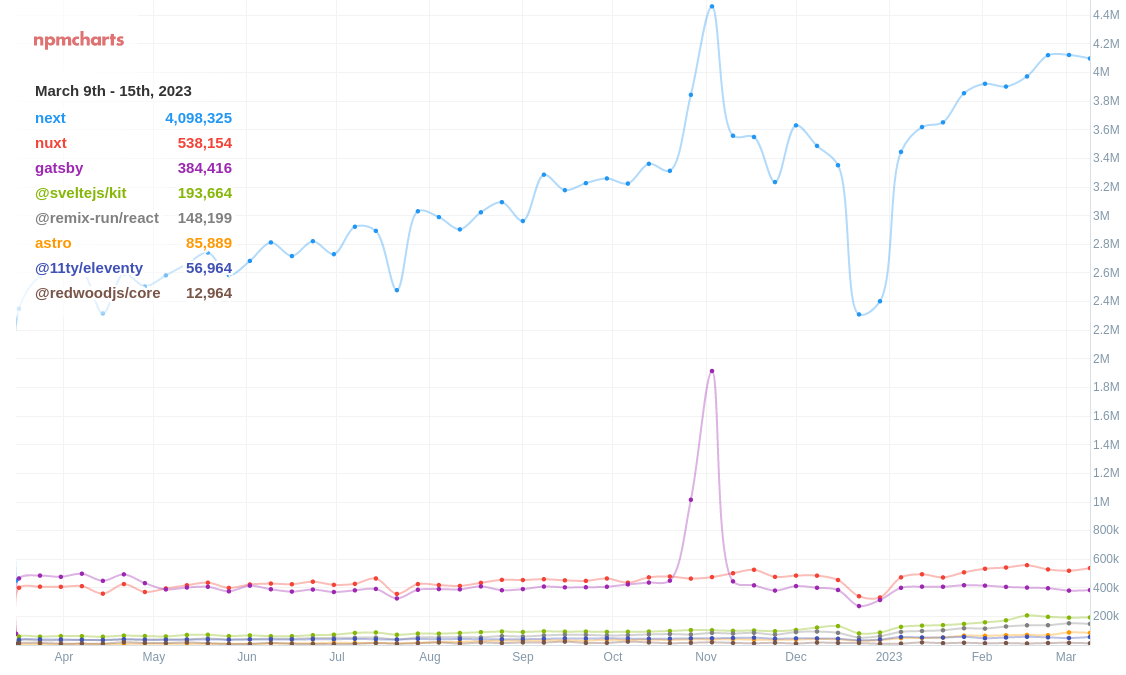 npmcharts
March 9th - 15th, 2023
next 4,098,325
nuxt 538,154
gatsby 384,416
@sveltejs/kit 193,664
@remix-run/react 148,199
astro 85,889
@11ty/eleventy 56,964
@redwoodjs/core 12,964
4.4M
4.2M
4M
3.8M
3.6M
3.4M
3.2M
3M
2.8M
2.6M
2.4M
2.2M
2M
1.8M
1.6M
1.4M
1.2M
1M
800k
600k
400k
200k
Apr May Jun Jul Aug Sep Oct Nov Dec 2023 Feb Mar